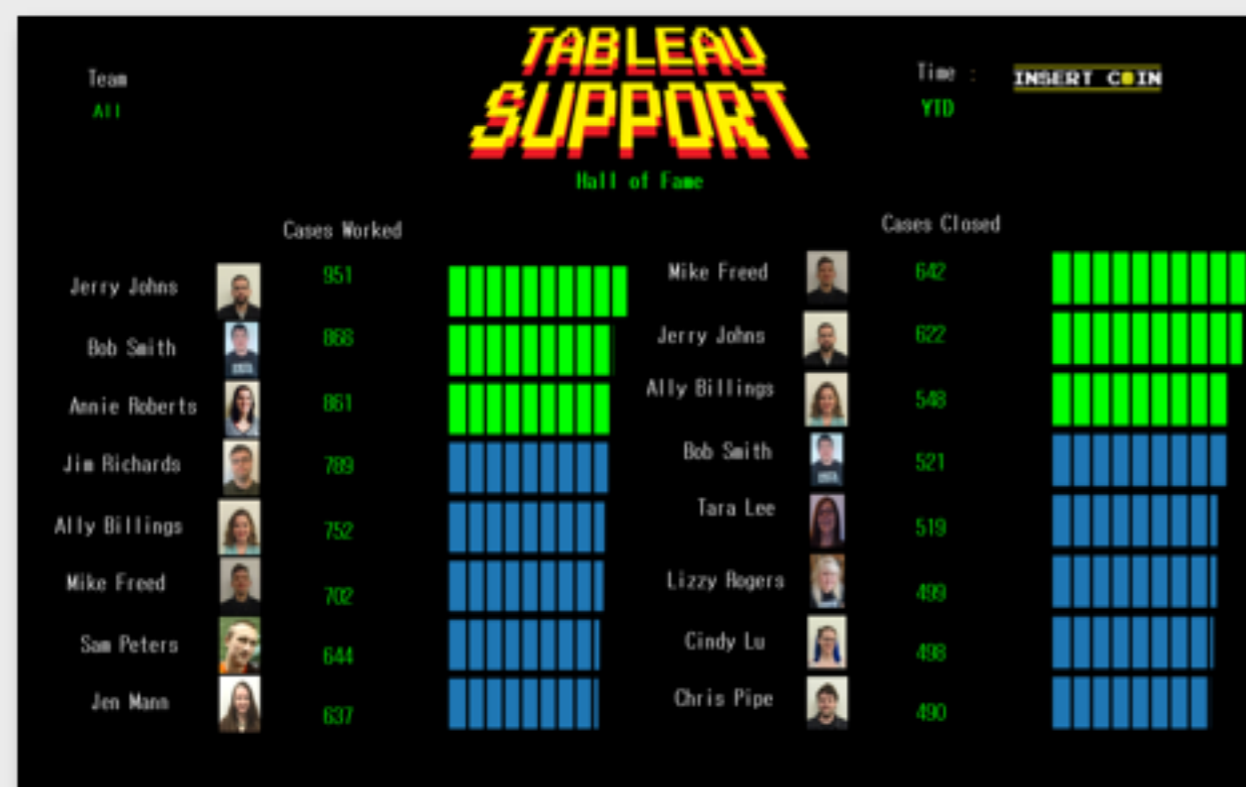 TABLEAU
SUPPORT
Hall of Fame
Team
All
Time :
YTD
INSERT COIN
Cases Worked
Jerry Johns 951
Bob Smith 866
Annie Roberts 861
Jim Richards 789
Ally Billings 752
Mike Freed 702
Sam Peters 644
Jen Mann 637
Cases Closed
Mike Freed 642
Jerry Johns 622
Ally Billings 548
Bob Smith 521
Tara Lee 519
Lizzy Rogers 499
Cindy Lu 498
Chris Pipe 490